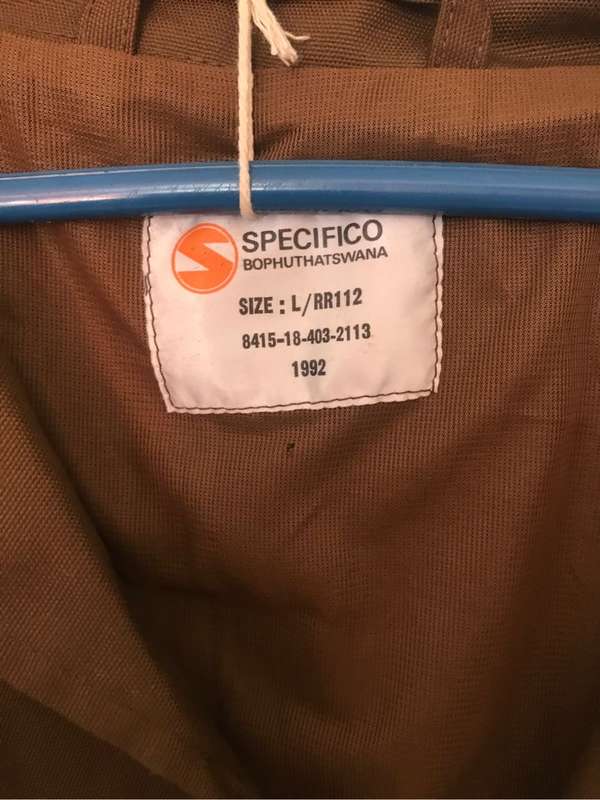 SPECIFICO
BOPHUTHATSWANA
SIZE : L/RR112
8415-18-403-2113
1992